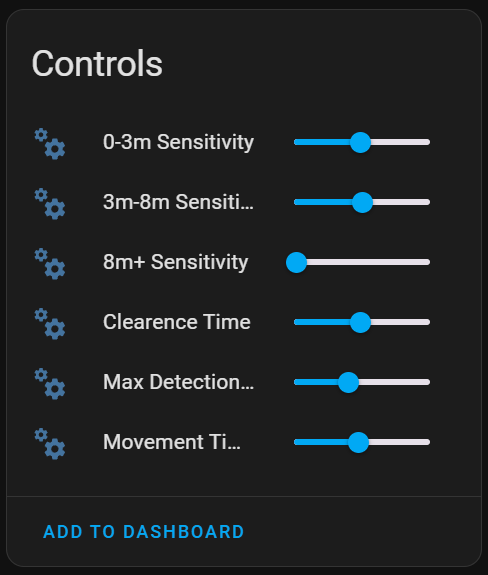 Controls
0-3m Sensitivity
3m-8m Sensiti...
8m+ Sensitivity
Clearence Time
Max Detection...
Movement Ti...
ADD TO DASHBOARD